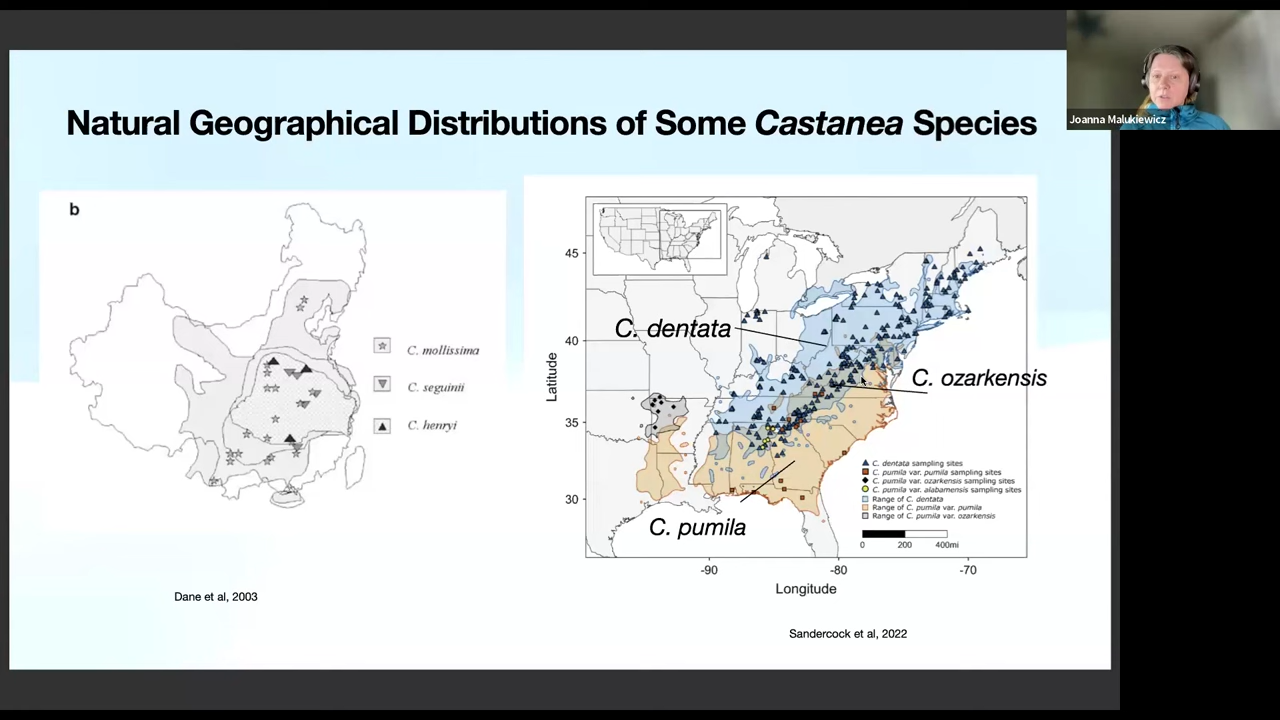 Joanna Malukiewicz
Natural Geographical Distributions of Some Castanea Species
b
C. mollissima
C. seguinii
C. henryi
Dane et al, 2003
45
40
35
30
Latitude
C. dentata
C. ozarkensis
C. pumila
C. dentata sampling sites
C. pumila var. pumila sampling sites
C. pumila var. ozarkensis sampling sites
C. pumila var. alabamensis sampling sites
Range of C. dentata
Range of C. pumila var. pumila
Range of C. pumila var. ozarkensis
0 200 400mi
-90 -80 -70
Longitude
Sandercock et al, 2022